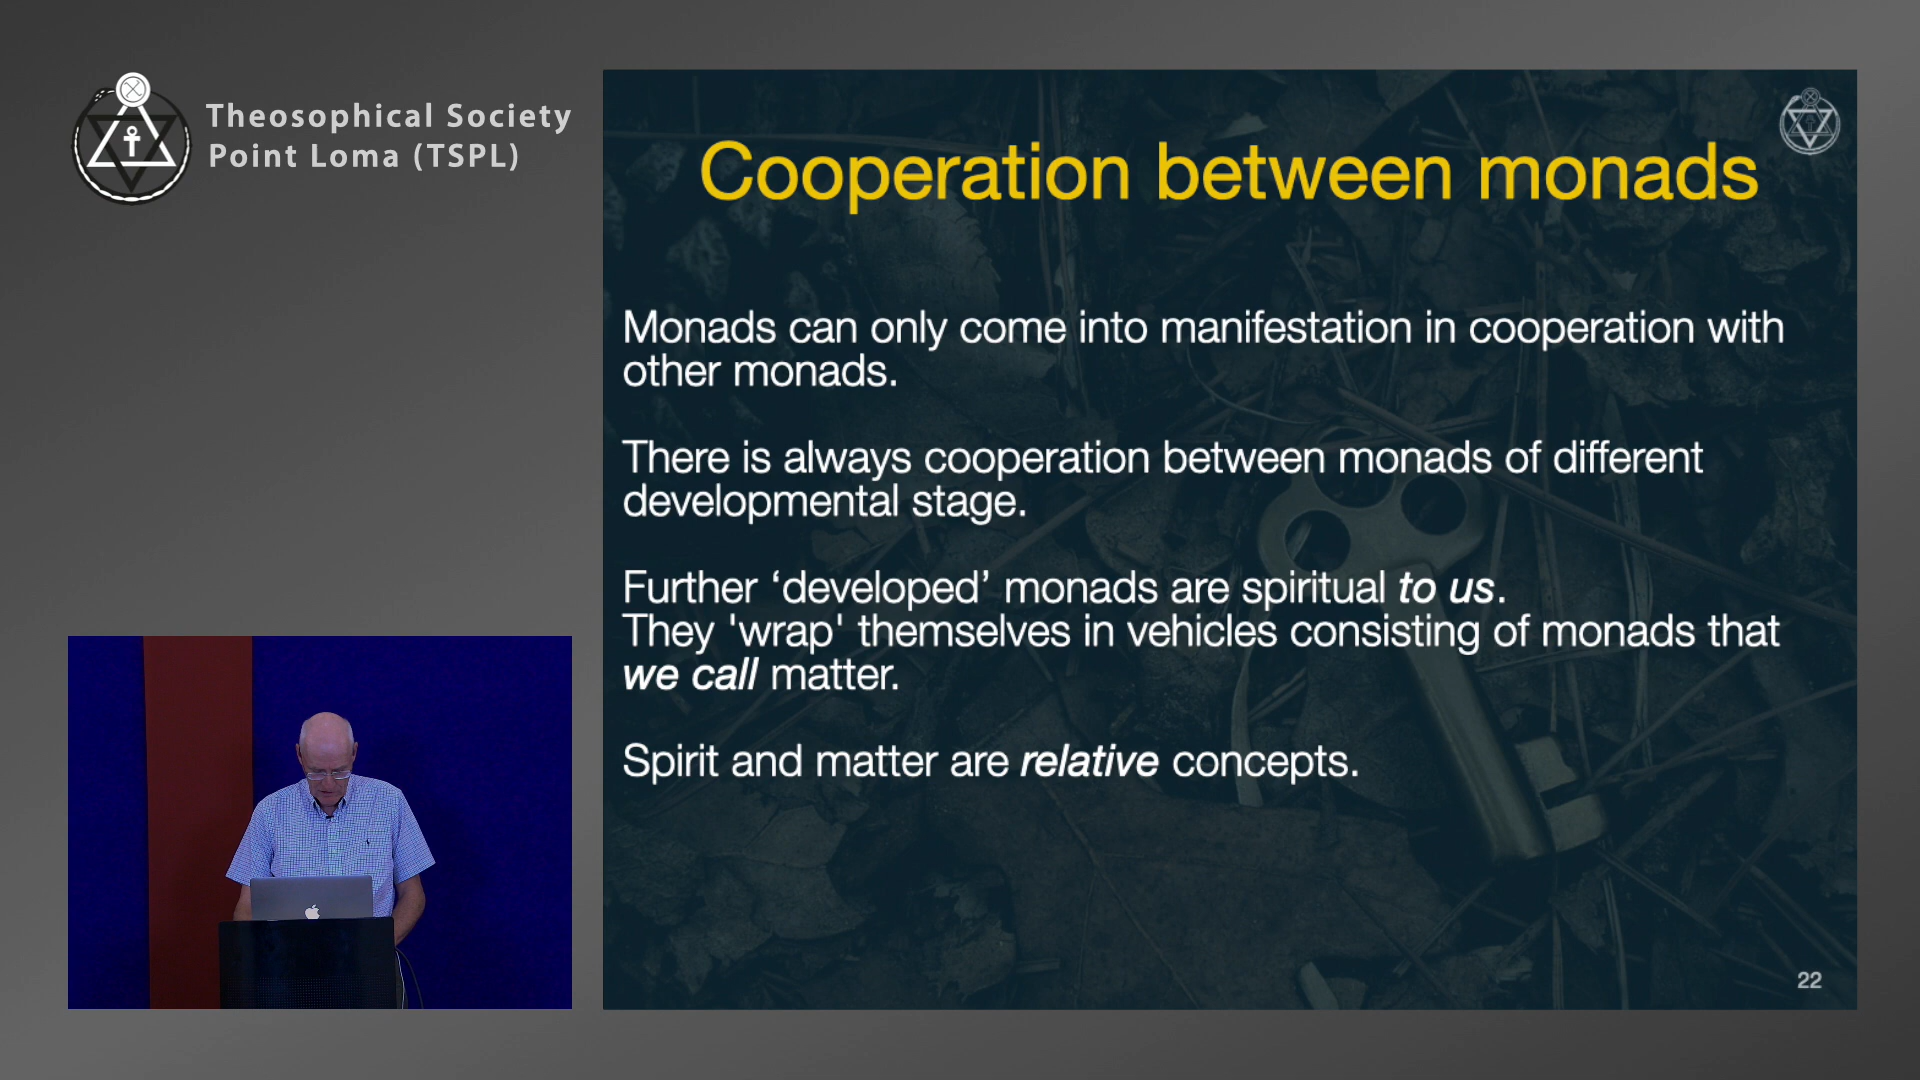 Theosophical Society
Point Loma (TSPL)
Cooperation between monads
Monads can only come into manifestation in cooperation with
other monads.
There is always cooperation between monads of different
developmental stage.
Further ‘developed’ monads are spiritual to us.
They 'wrap' themselves in vehicles consisting of monads that
we call matter.
Spirit and matter are relative concepts.
22